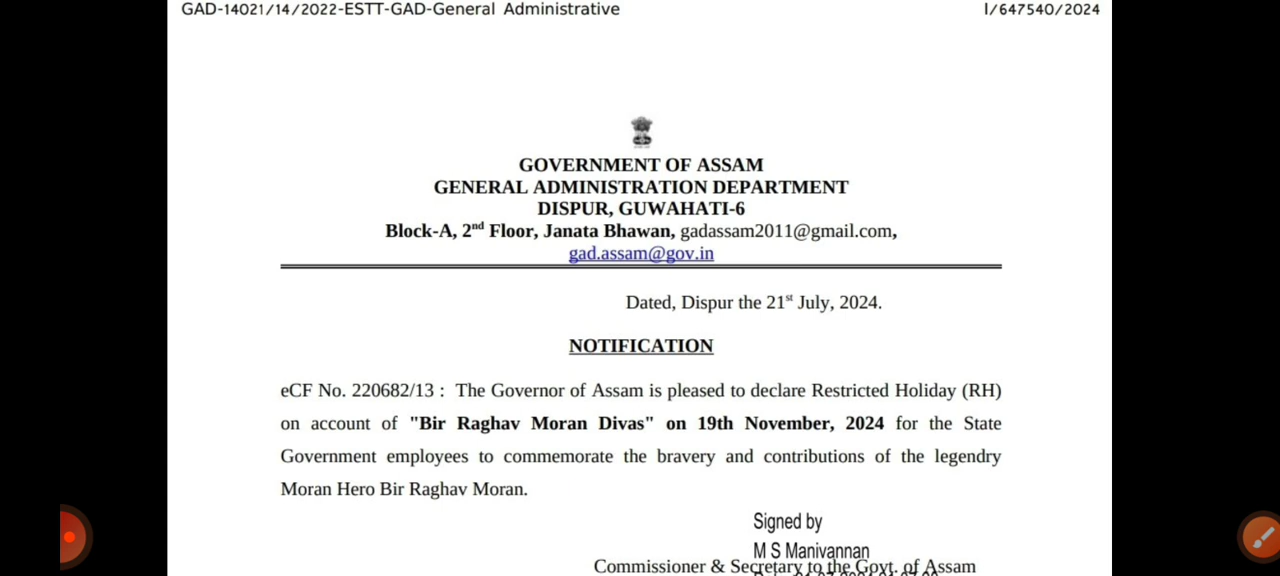 GAD-14021/14/2022-ESTT-GAD-General Administrative
I/647540/2024
GOVERNMENT OF ASSAM
GENERAL ADMINISTRATION DEPARTMENT
DISPUR, GUWAHATI-6
Block-A, 2nd Floor, Janata Bhawan, gadassam2011@gmail.com,
gad.assam@gov.in
Dated, Dispur the 21st July, 2024.
NOTIFICATION
eCF No. 220682/13 : The Governor of Assam is pleased to declare Restricted Holiday (RH)
on account of "Bir Raghav Moran Divas" on 19th November, 2024 for the State
Government employees to commemorate the bravery and contributions of the legendry
Moran Hero Bir Raghav Moran.
Signed by
M S Manivannan
Commissioner & Secretary to the Govt. of Assam